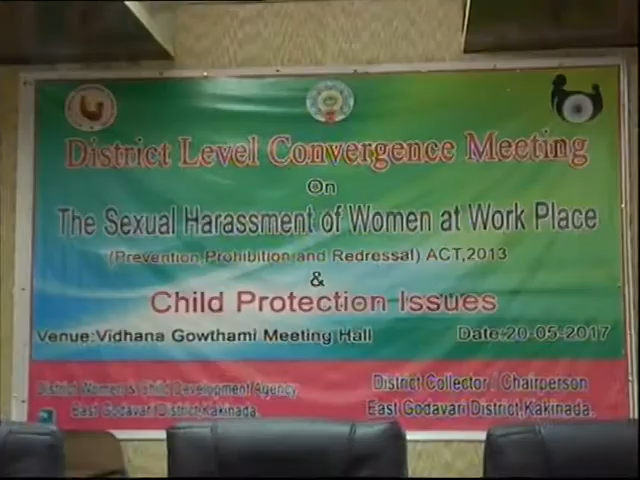 District Level Convergence Meeting
On
The Sexual Harassment of Women at Work Place
(Prevention,Prohibition and Redressal) ACT,2013
&
Child Protection Issues
Venue:Vidhana Gowthami Meeting Hall Date:20-05-2017
District Women & Child Development Agency
East Godavari District,Kakinada.
District Collector / Chairperson
East Godavari District,Kakinada.